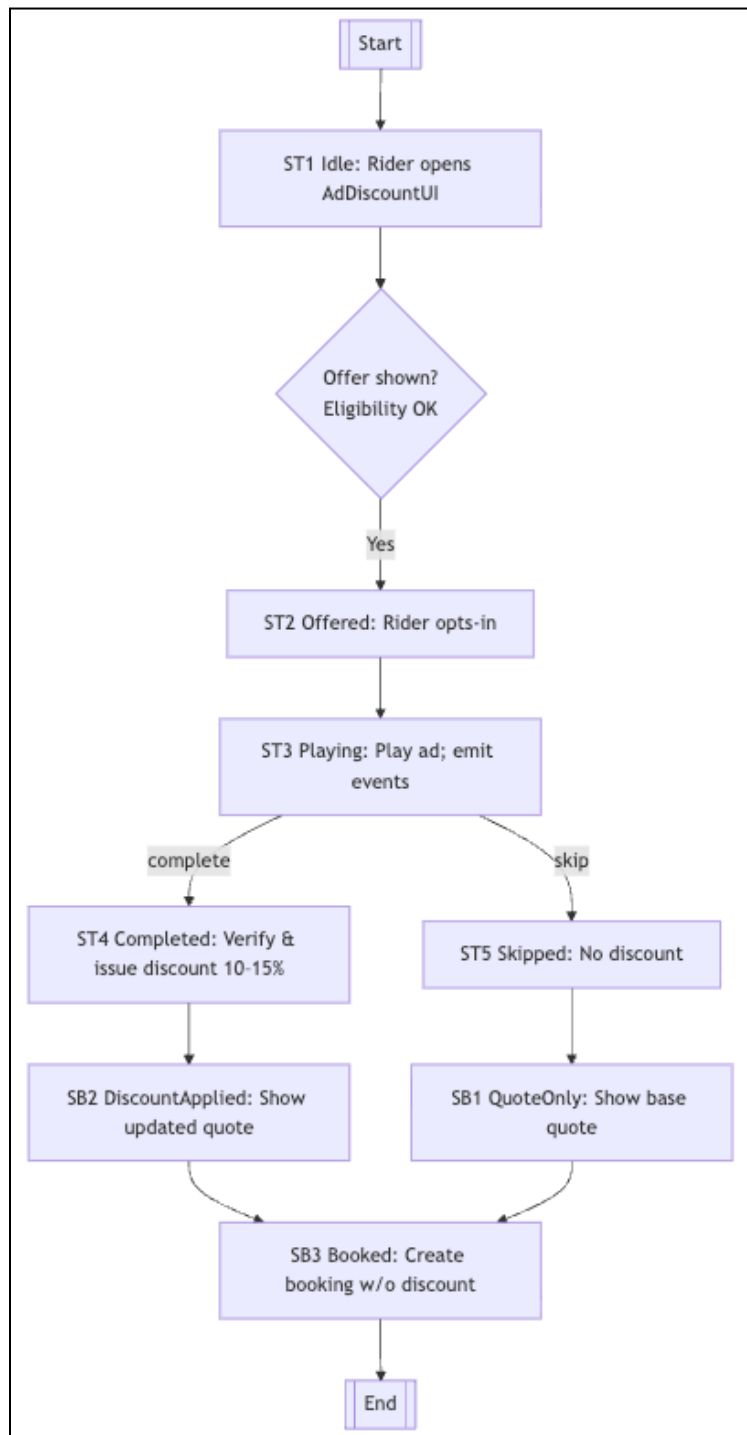 Start
ST1 Idle: Rider opens
AdDiscountUI
Offer shown?
Eligibility OK
Yes
ST2 Offered: Rider opts-in
ST3 Playing: Play ad; emit
events
complete
skip
ST4 Completed: Verify &
issue discount 10-15%
ST5 Skipped: No discount
SB2 DiscountApplied: Show
updated quote
SB1 QuoteOnly: Show base
quote
SB3 Booked: Create
booking w/o discount
End